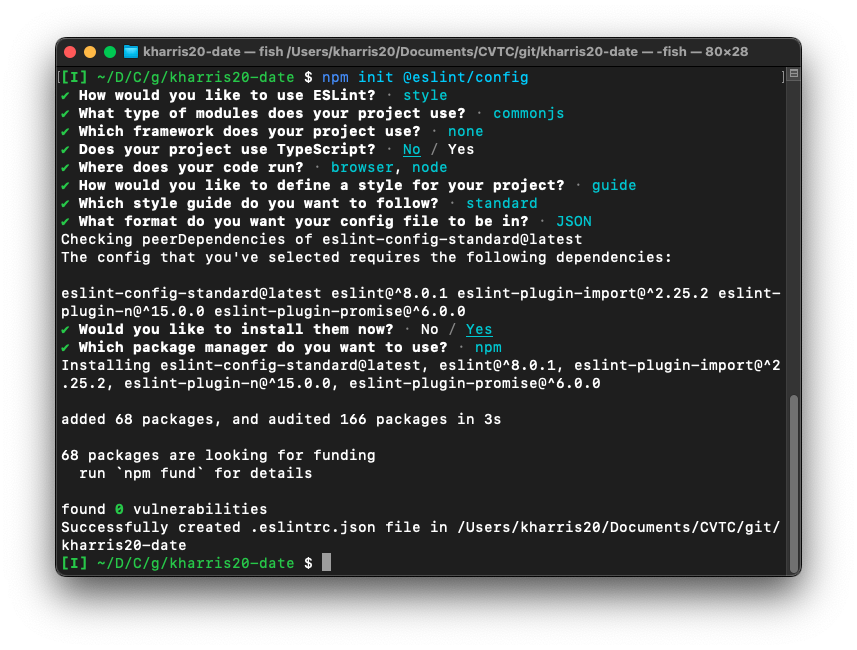 kharris20-date — fish /Users/kharris20/Documents/CVTC/git/kharris20-date — -fish — 80×28
[[I] ~/D/C/g/kharris20-date $ npm init @eslint/config ]
✔ How would you like to use ESLint? · style
✔ What type of modules does your project use? · commonjs
✔ Which framework does your project use? · none
✔ Does your project use TypeScript? · No / Yes
✔ Where does your code run? · browser, node
✔ How would you like to define a style for your project? · guide
✔ Which style guide do you want to follow? · standard
✔ What format do you want your config file to be in? · JSON
Checking peerDependencies of eslint-config-standard@latest
The config that you've selected requires the following dependencies:
eslint-config-standard@latest eslint@^8.0.1 eslint-plugin-import@^2.25.2 eslint-
plugin-n@^15.0.0 eslint-plugin-promise@^6.0.0
✔ Would you like to install them now? · No / Yes
✔ Which package manager do you want to use? · npm
Installing eslint-config-standard@latest, eslint@^8.0.1, eslint-plugin-import@^2
.25.2, eslint-plugin-n@^15.0.0, eslint-plugin-promise@^6.0.0
added 68 packages, and audited 166 packages in 3s
68 packages are looking for funding
  run `npm fund` for details
found 0 vulnerabilities
Successfully created .eslintrc.json file in /Users/kharris20/Documents/CVTC/git/
kharris20-date
[I] ~/D/C/g/kharris20-date $